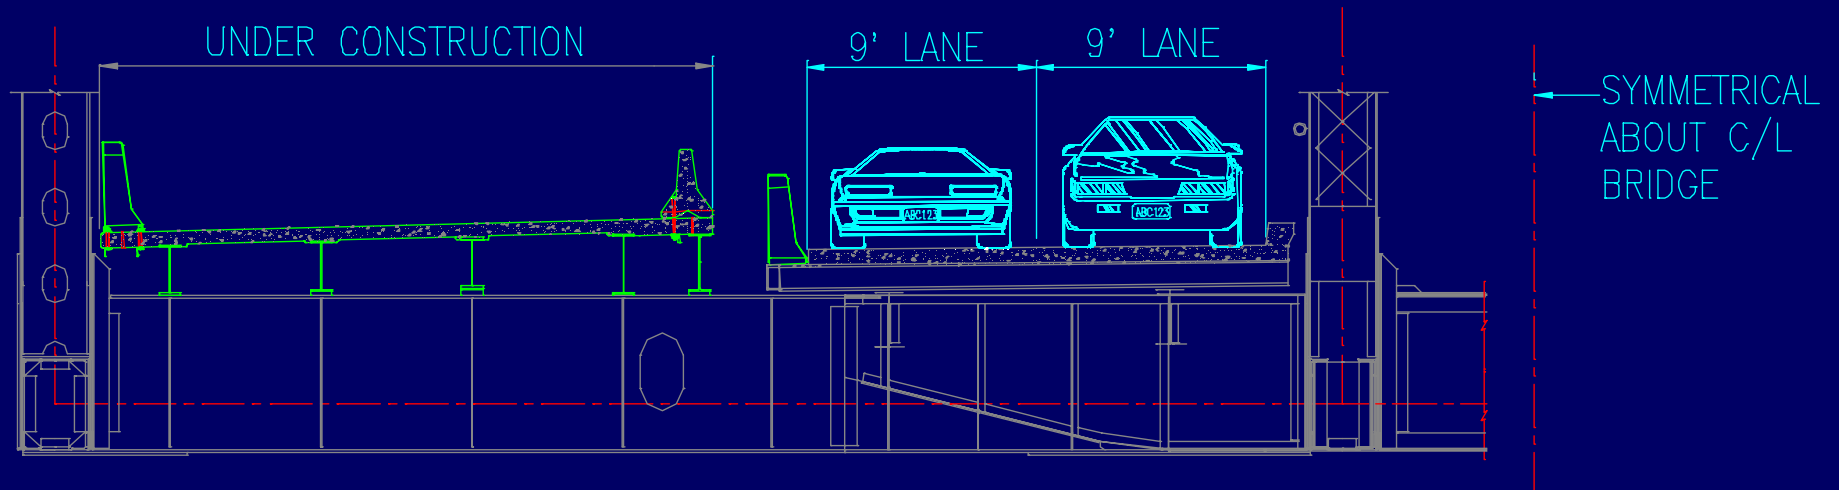 UNDER CONSTRUCTION
9' LANE
9' LANE
SYMMETRICAL
ABOUT C/L
BRIDGE
ABC123
ABC123